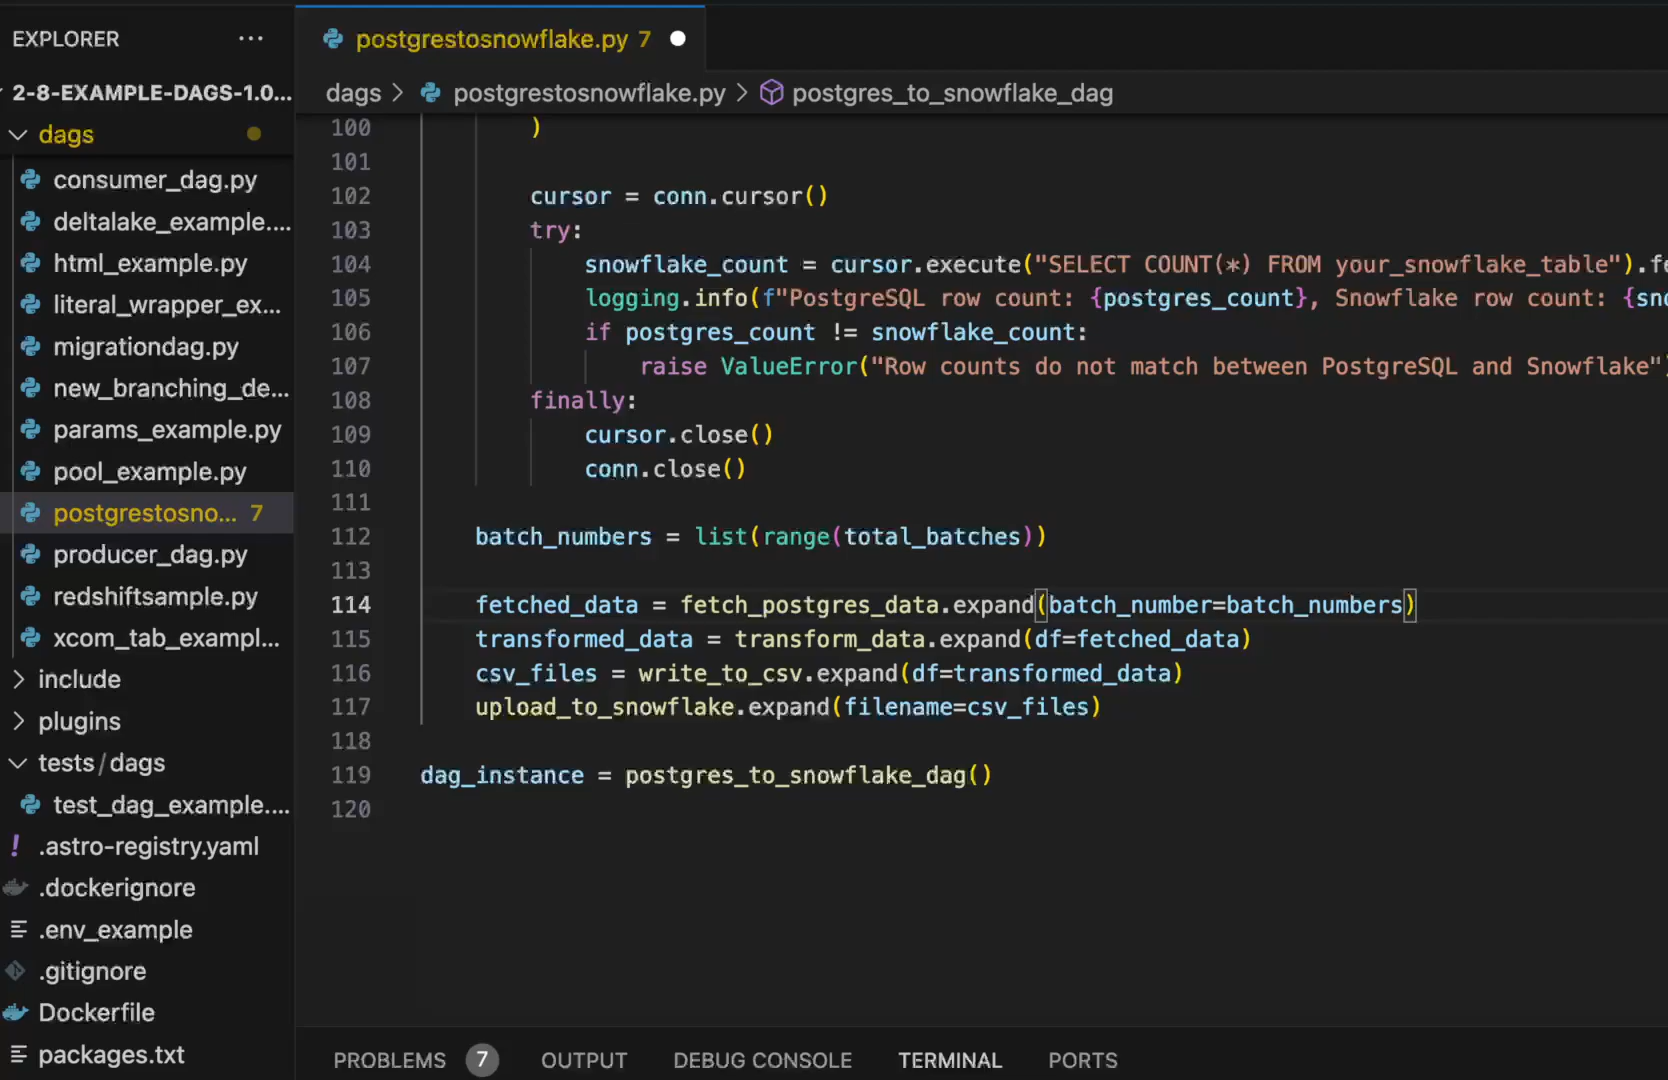 EXPLORER
···
2-8-EXAMPLE-DAGS-1.0...
dags
consumer_dag.py
deltalake_example....
html_example.py
literal_wrapper_ex...
migrationdag.py
new_branching_de...
params_example.py
pool_example.py
postgrestosno... 7
producer_dag.py
redshiftsample.py
xcom_tab_exampl...
include
plugins
tests/dags
test_dag_example....
! .astro-registry.yaml
.dockerignore
.env_example
.gitignore
Dockerfile
packages.txt
postgrestosnowflake.py 7
dags > postgrestosnowflake.py > postgres_to_snowflake_dag
100 )
101
102 cursor = conn.cursor()
103 try:
104 snowflake_count = cursor.execute("SELECT COUNT(*) FROM your_snowflake_table").fe
105 logging.info(f"PostgreSQL row count: {postgres_count}, Snowflake row count: {sno
106 if postgres_count != snowflake_count:
107 raise ValueError("Row counts do not match between PostgreSQL and Snowflake")
108 finally:
109 cursor.close()
110 conn.close()
111
112 batch_numbers = list(range(total_batches))
113
114 fetched_data = fetch_postgres_data.expand(batch_number=batch_numbers)
115 transformed_data = transform_data.expand(df=fetched_data)
116 csv_files = write_to_csv.expand(df=transformed_data)
117 upload_to_snowflake.expand(filename=csv_files)
118
119 dag_instance = postgres_to_snowflake_dag()
120
PROBLEMS 7 OUTPUT DEBUG CONSOLE TERMINAL PORTS